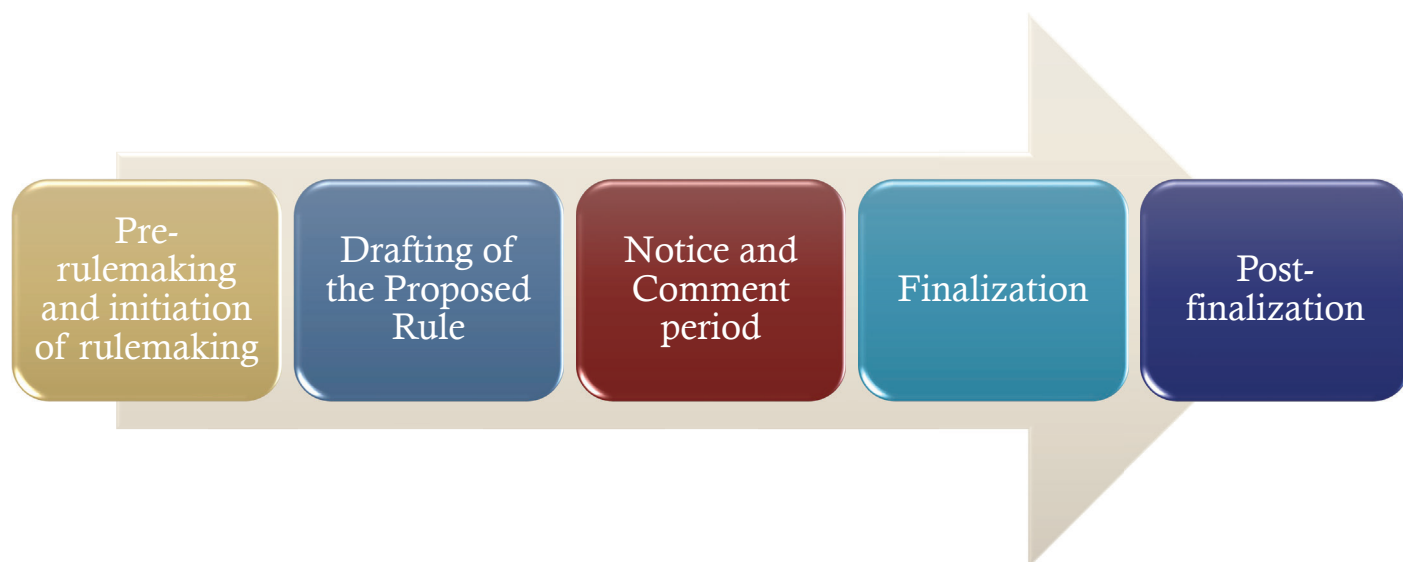 Pre-
rulemaking
and initiation
of rulemaking
Drafting of
the Proposed
Rule
Notice and
Comment
period
Finalization
Post-
finalization